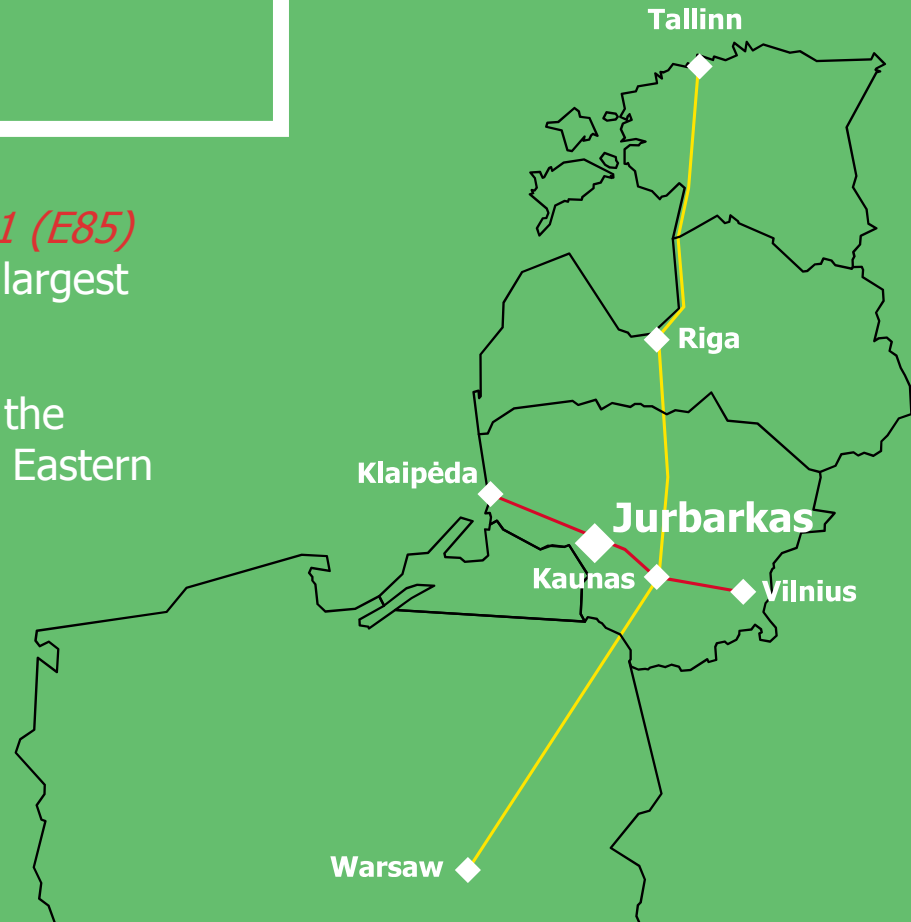 Tallinn
1 (E85)
largest
Riga
the
Eastern
Klaipėda
Jurbarkas
Kaunas
Vilnius
Warsaw